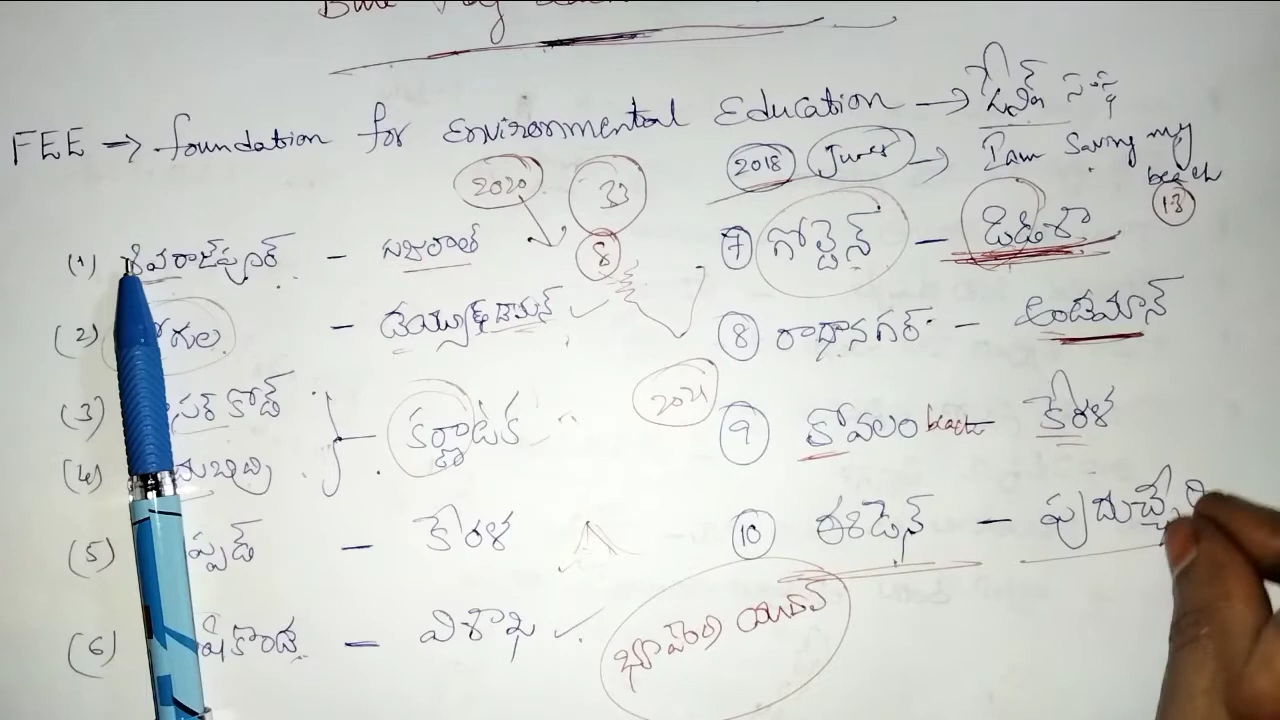 FEE → foundation for Environmental Education →
2018 June → I am Saving my beach 13
2020 33
8
(1) శివరాజ్‌పూర్ - గుజరాత్
(2) - డయ్యు&డామన్
(3)
(4)
} - కర్ణాటక
(5) - కేరళ
(6) - విశాఖ
7 గోల్డెన్ - ఒడిశా
8 రాధానగర్ - అండమాన్
2021
9 కోవలం beach - కేరళ
10 ఈడెన్ - పుదుచ్చేరి
భూపేంద్ర యాదవ్